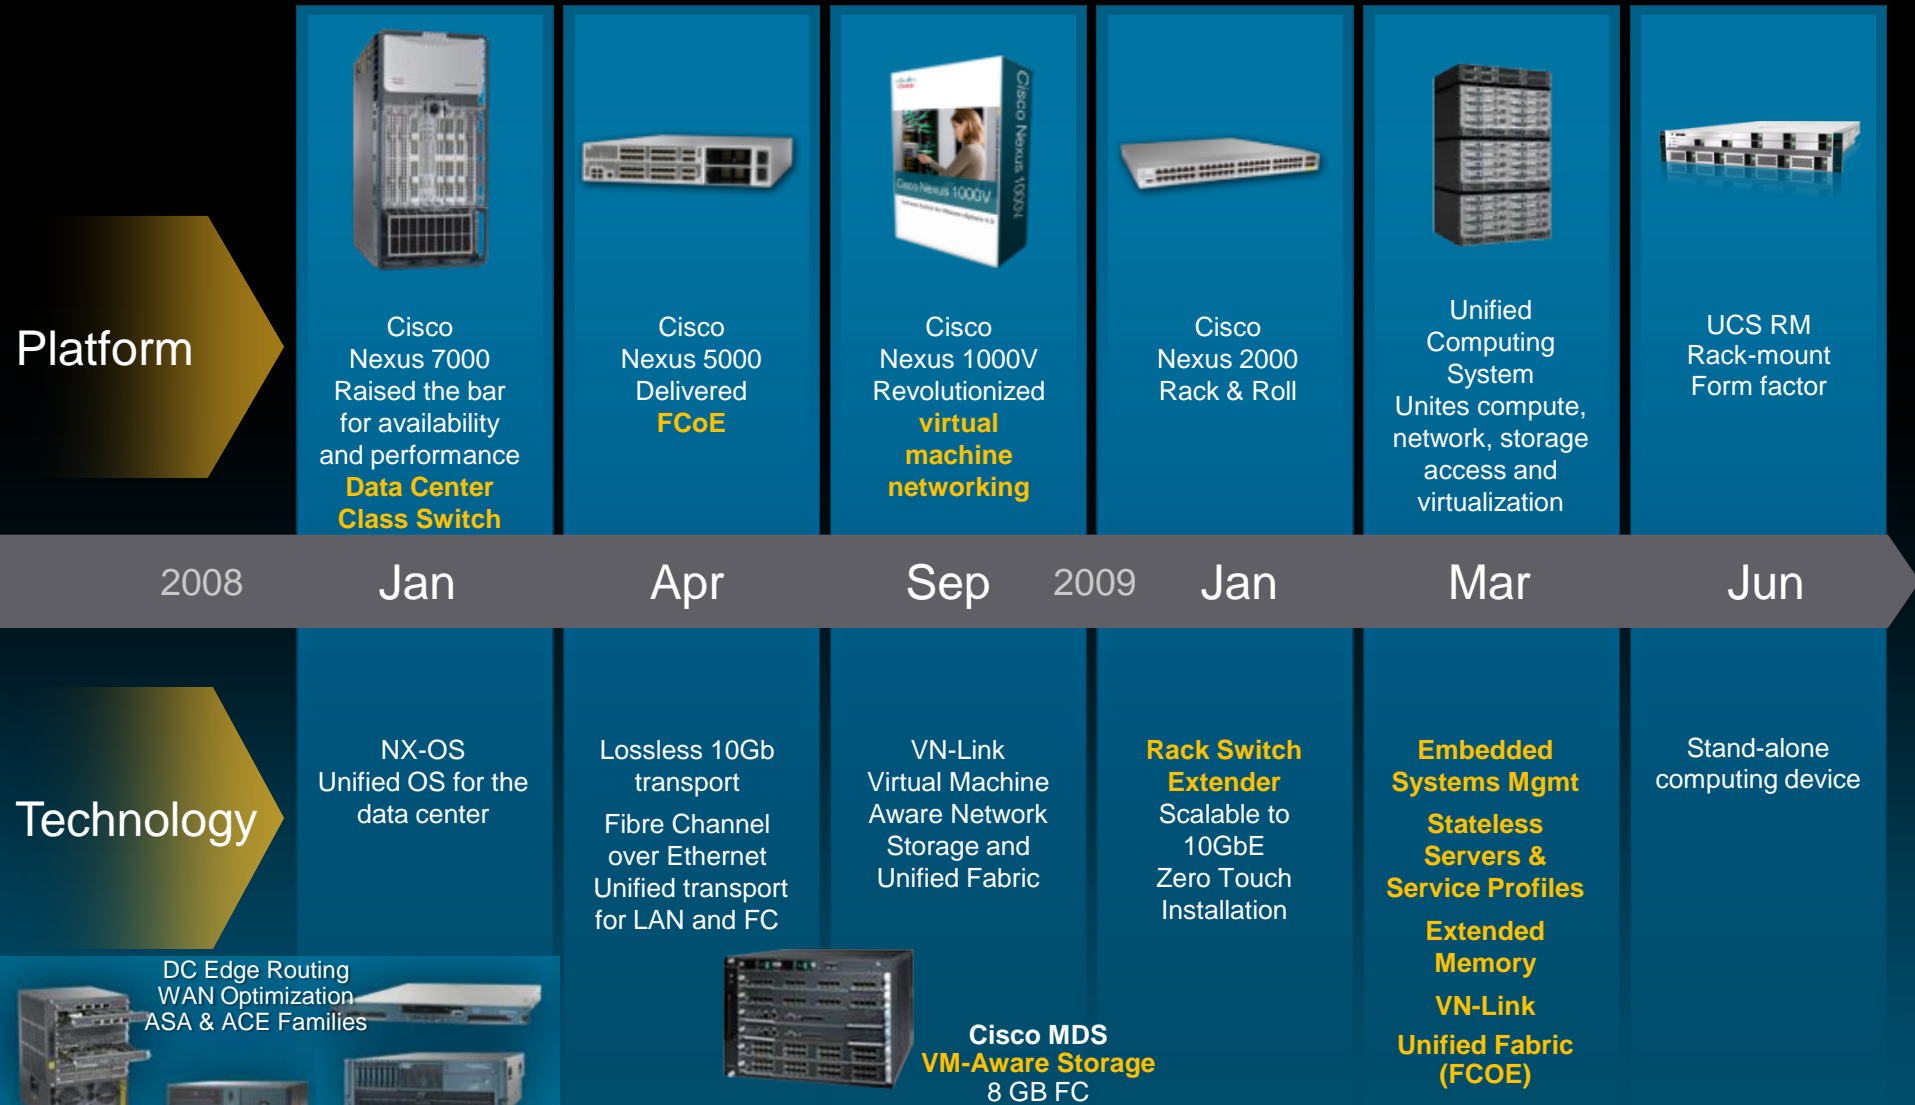 Cisco Nexus 1000V
Cisco Nexus 1000V
Platform
Cisco
Nexus 7000
Raised the bar
for availability
and performance
Data Center
Class Switch
Cisco
Nexus 5000
Delivered
FCoE
Cisco
Nexus 1000V
Revolutionized
virtual
machine
networking
Cisco
Nexus 2000
Rack & Roll
Unified
Computing
System
Unites compute,
network, storage
access and
virtualization
UCS RM
Rack-mount
Form factor
2008
Jan
Apr
Sep
2009
Jan
Mar
Jun
Technology
NX-OS
Unified OS for the
data center
Lossless 10Gb
transport
Fibre Channel
over Ethernet
Unified transport
for LAN and FC
VN-Link
Virtual Machine
Aware Network
Storage and
Unified Fabric
Rack Switch
Extender
Scalable to
10GbE
Zero Touch
Installation
Embedded
Systems Mgmt
Stateless
Servers &
Service Profiles
Extended
Memory
VN-Link
Unified Fabric
(FCOE)
Stand-alone
computing device
DC Edge Routing
WAN Optimization
ASA & ACE Families
Cisco MDS
VM-Aware Storage
8 GB FC